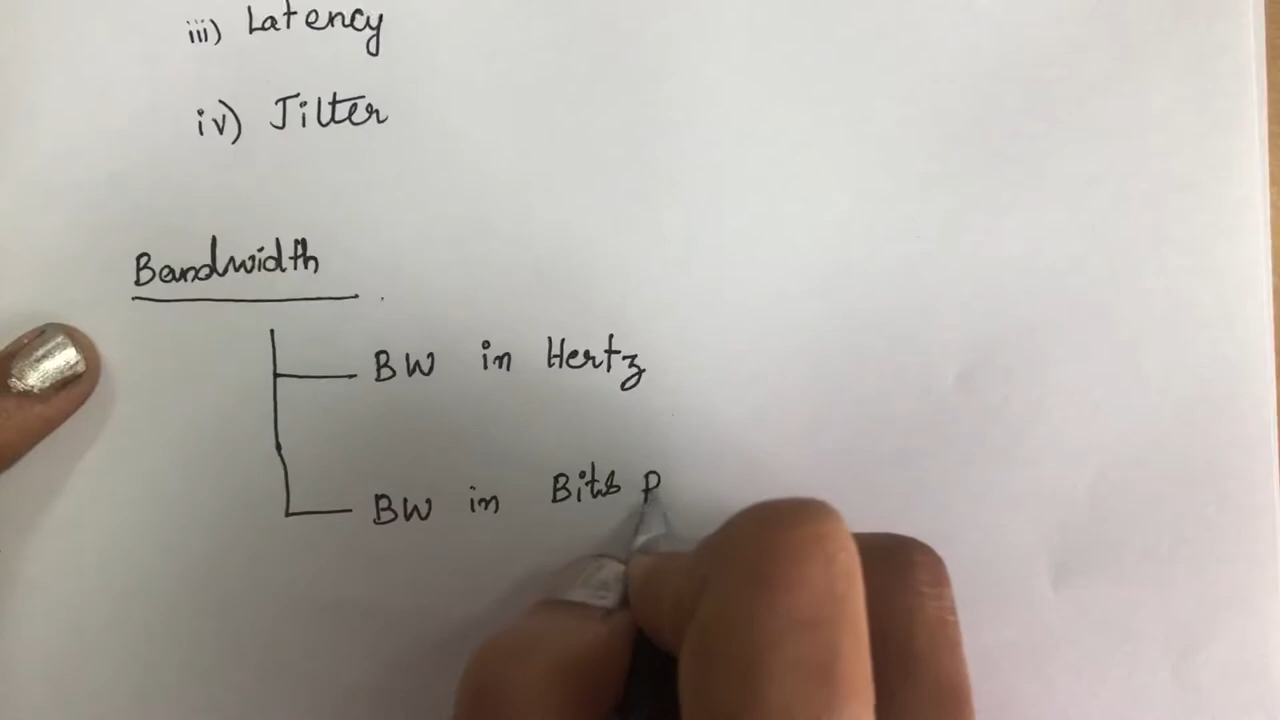 iii) Latency
iv) Jitter
Bandwidth
BW in Hertz
BW in Bits p